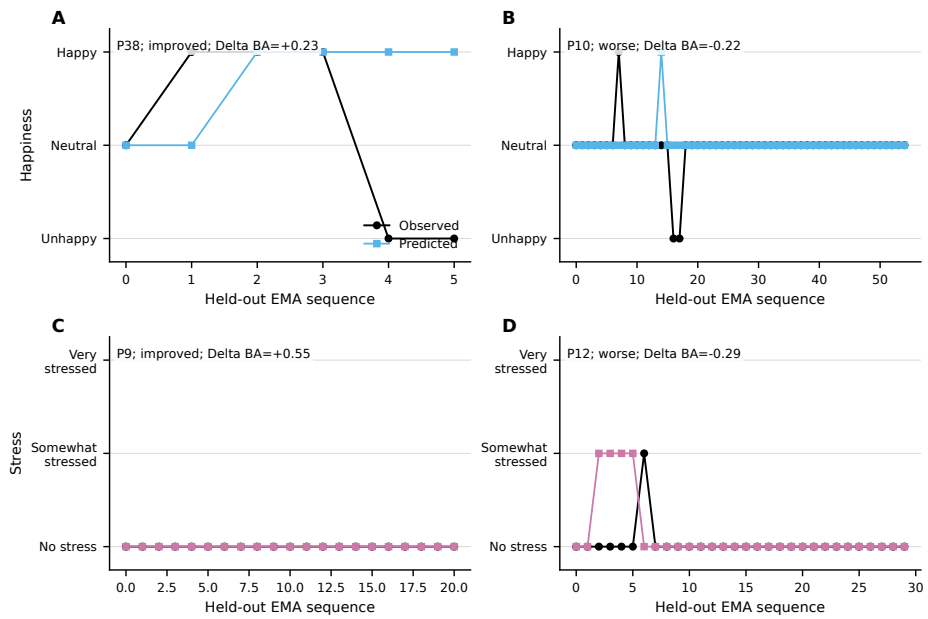 A
P38; improved; Delta BA=+0.23
Happy
Neutral
Unhappy
Happiness
Observed
Predicted
0 1 2 3 4 5
Held-out EMA sequence
B
P10; worse; Delta BA=-0.22
Happy
Neutral
Unhappy
0 10 20 30 40 50
Held-out EMA sequence
C
P9; improved; Delta BA=+0.55
Very
stressed
Somewhat
stressed
No stress
Stress
0.0 2.5 5.0 7.5 10.0 12.5 15.0 17.5 20.0
Held-out EMA sequence
D
P12; worse; Delta BA=-0.29
Very
stressed
Somewhat
stressed
No stress
0 5 10 15 20 25 30
Held-out EMA sequence